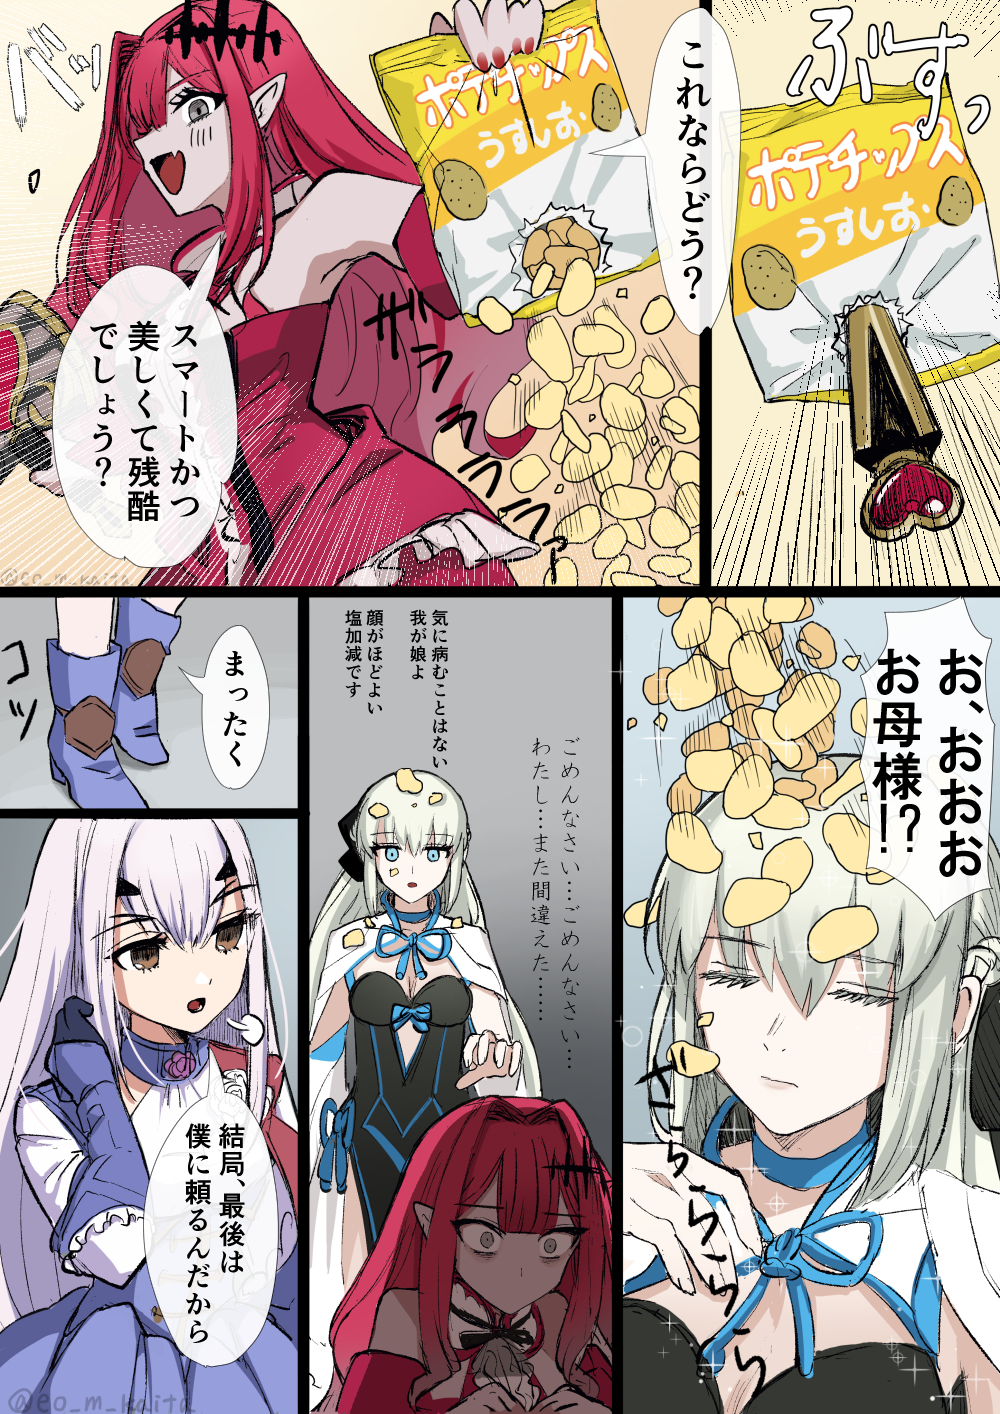 ぶすっ
ポテチップス
うすしお
これならどう？
ポテチップス
うすしお
バッ
ザラララァァ
スマートかつ
美しくて残酷
でしょう？
@eo_m_kaita
お、おおお
お母様!?!
ざらららららら
ごめんなさい…ごめんなさい…
わたし…また間違えた……
気に病むことはない
我が娘よ
顔がほどよい
塩加減です
コツ
まったく
結局、最後は
僕に頼るんだから
@eo_m_kaita